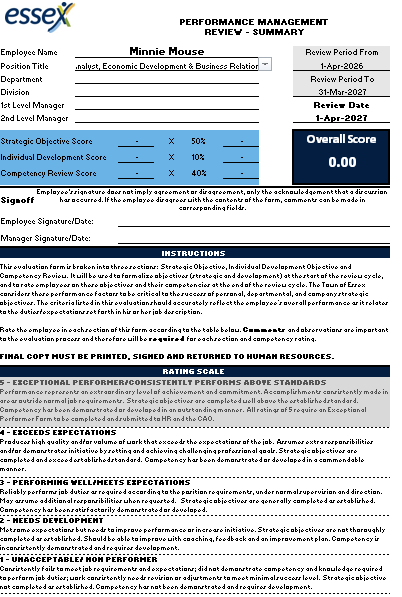 essex
PERFORMANCE MANAGEMENT
REVIEW - SUMMARY
Employee Name Minnie Mouse Review Period From
Position Title nalyst, Economic Development & Business Relation 1-Apr-2026
Department Review Period To
Division 31-Mar-2027
1st Level Manager Review Date
2nd Level Manager 1-Apr-2027
Strategic Objective Score - X 50% - Overall Score
Individual Development Score - X 10% - 0.00
Competency Review Score - X 40% -
Employee's signature does not imply agreement or disagreement, only the acknowledgement that a discussion
Signoff has occurred. If the employee disagrees with the contents of the form, comments can be made in
corresponding fields.
Employee Signature/Date:
Manager Signature/Date:
INSTRUCTIONS
This evaluation form is broken into three sections: Strategic Objective, Individual Development Objective and
Competency Review. It will be used to formalize objectives (strategic and development) at the start of the review cycle,
and to rate employees on these objectives and their competencies at the end of the review cycle. The Town of Essex
considers these performance factors to be critical to the success of personal, departmental, and company strategic
objectives. The criteria listed in this evaluation should accurately reflect the employee's overall performance as it relates
to the duties/expectations set forth in his or her job description.
Rate the employee in each section of this form according to the table below. Comments and observations are important
to the evaluation process and therefore will be required for each section and competency rating.
FINAL COPY MUST BE PRINTED, SIGNED AND RETURNED TO HUMAN RESOURCES.
RATING SCALE
5 - EXCEPTIONAL PERFORMER/CONSISTENTLY PERFORMS ABOVE STANDARDS
Performance represents an extraordinary level of achievement and commitment. Accomplishments consistently made in
areas outside normal job requirements. Strategic objectives are completed well above the established standard.
Competency has been demonstrated or developed in an outstanding manner. All ratings of 5 require an Exceptional
Performer Form to be completed and submitted to HR and the CAO.
4 - EXCEEDS EXPECTATIONS
Produces high quality and/or volume of work that exceed the expectations of the job. Assumes extra responsibilities
and/or demonstrates initiative by setting and achieving challenging professional goals. Strategic objectives are
completed and exceed established standard. Competency has been demonstrated or developed in a commendable
manner.
3 - PERFORMING WELL/MEETS EXPECTATIONS
Reliably performs job duties as required according to the position requirements, under normal supervision and direction.
May assume additional responsibilities when requested. Strategic objectives are generally completed as established.
Competency has been satisfactorily demonstrated or developed.
2 - NEEDS DEVELOPMENT
Meets some expectations but needs to improve performance or increase initiative. Strategic objectives are not thoroughly
completed as established. Should be able to improve with coaching, feedback and an improvement plan. Competency is
inconsistently demonstrated and requires development.
1 - UNACCEPTABLE/ NON PERFORMER
Consistently fails to meet job requirements and expectations; did not demonstrate competency and knowledge required
to perform job duties; work consistently needs revision or adjustments to meet minimal success level. Strategic objectives
not completed as established. Competency has not been demonstrated and requires development.